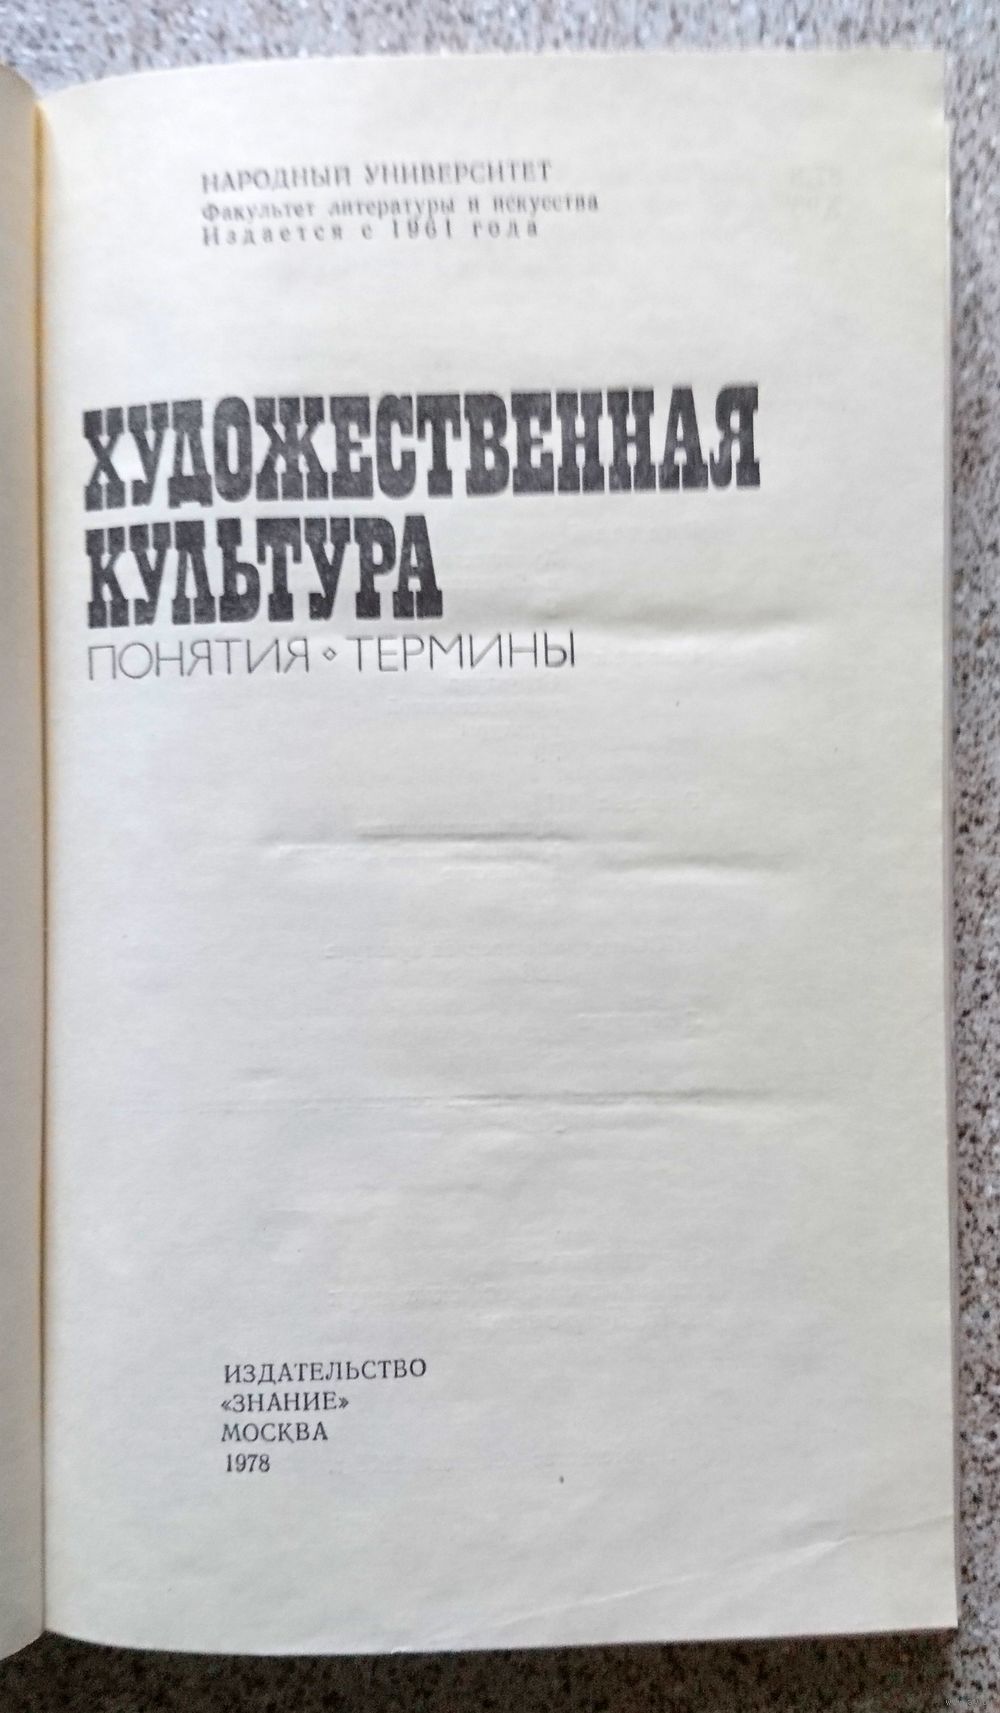 НАРОДНЫЙ УНИВЕРСИТЕТ
Факультет литературы и искусства
Издается с 1961 года
ХУДОЖЕСТВЕННАЯ
КУЛЬТУРА
ПОНЯТИЯ ⋄ ТЕРМИНЫ
ИЗДАТЕЛЬСТВО
«ЗНАНИЕ»
МОСКВА
1978